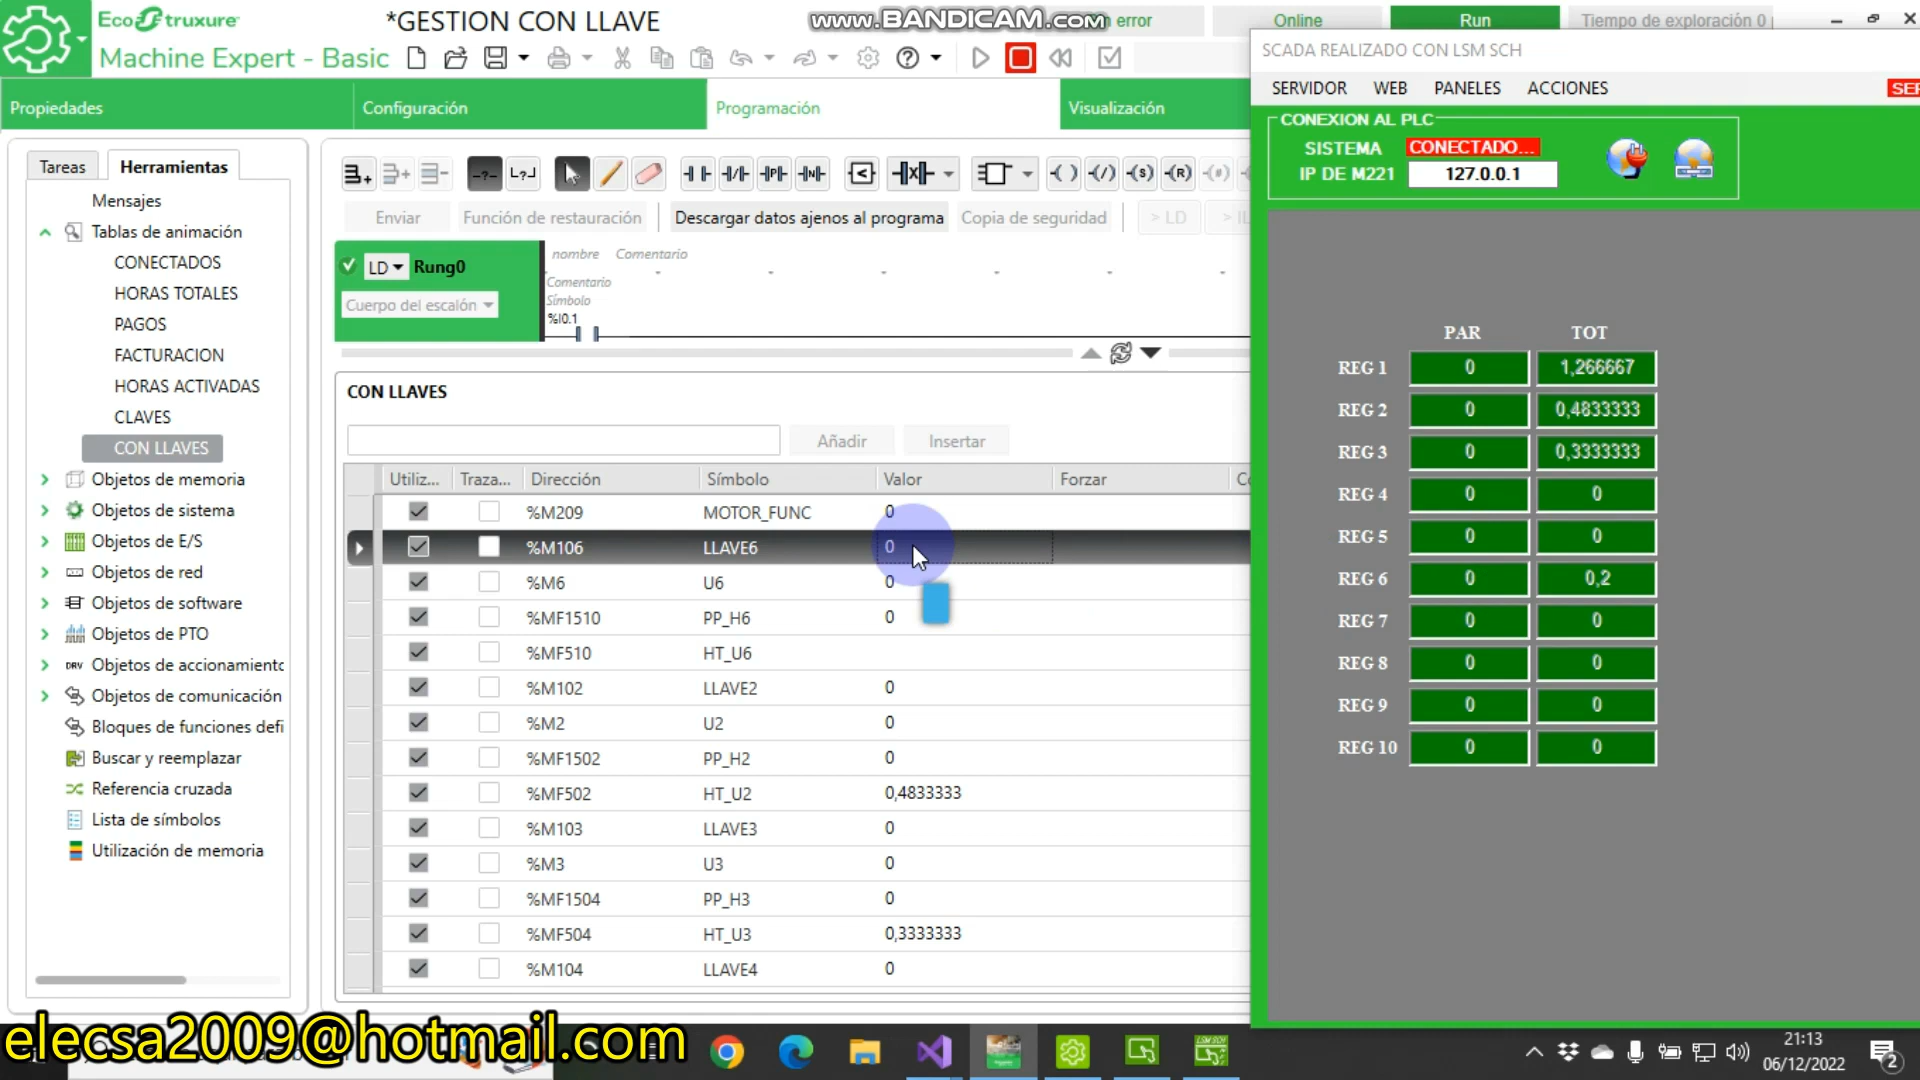 EcoStruxure
Machine Expert - Basic
*GESTION CON LLAVE
www.BANDICAM.com
error
Online
Run
Tiempo de exploración 0
Propiedades
Configuración
Programación
Visualización
Tareas
Herramientas
Mensajes
Tablas de animación
CONECTADOS
HORAS TOTALES
PAGOS
FACTURACION
HORAS ACTIVADAS
CLAVES
CON LLAVES
Objetos de memoria
Objetos de sistema
Objetos de E/S
Objetos de red
Objetos de software
Objetos de PTO
DRV Objetos de accionamiento
Objetos de comunicación
Bloques de funciones defi
Buscar y reemplazar
Referencia cruzada
Lista de símbolos
Utilización de memoria
Enviar
Función de restauración
Descargar datos ajenos al programa
Copia de seguridad
> LD
> IL
LD
Rung0
Cuerpo del escalón
nombre Comentario
Comentario
Símbolo
%I0.1
CON LLAVES
Añadir
Insertar
Utiliz... Traza... Dirección Símbolo Valor Forzar Co
%M209 MOTOR_FUNC 0
%M106 LLAVE6 0
%M6 U6 0
%MF1510 PP_H6 0
%MF510 HT_U6
%M102 LLAVE2 0
%M2 U2 0
%MF1502 PP_H2 0
%MF502 HT_U2 0,4833333
%M103 LLAVE3 0
%M3 U3 0
%MF1504 PP_H3 0
%MF504 HT_U3 0,3333333
%M104 LLAVE4 0
SCADA REALIZADO CON LSM SCH
SERVIDOR WEB PANELES ACCIONES
SER
CONEXION AL PLC
SISTEMA CONECTADO...
IP DE M221 127.0.0.1
PAR TOT
REG 1 0 1,266667
REG 2 0 0,4833333
REG 3 0 0,3333333
REG 4 0 0
REG 5 0 0
REG 6 0 0,2
REG 7 0 0
REG 8 0 0
REG 9 0 0
REG 10 0 0
elecsa2009@hotmail.com
LSM SCH
21:13
06/12/2022
2